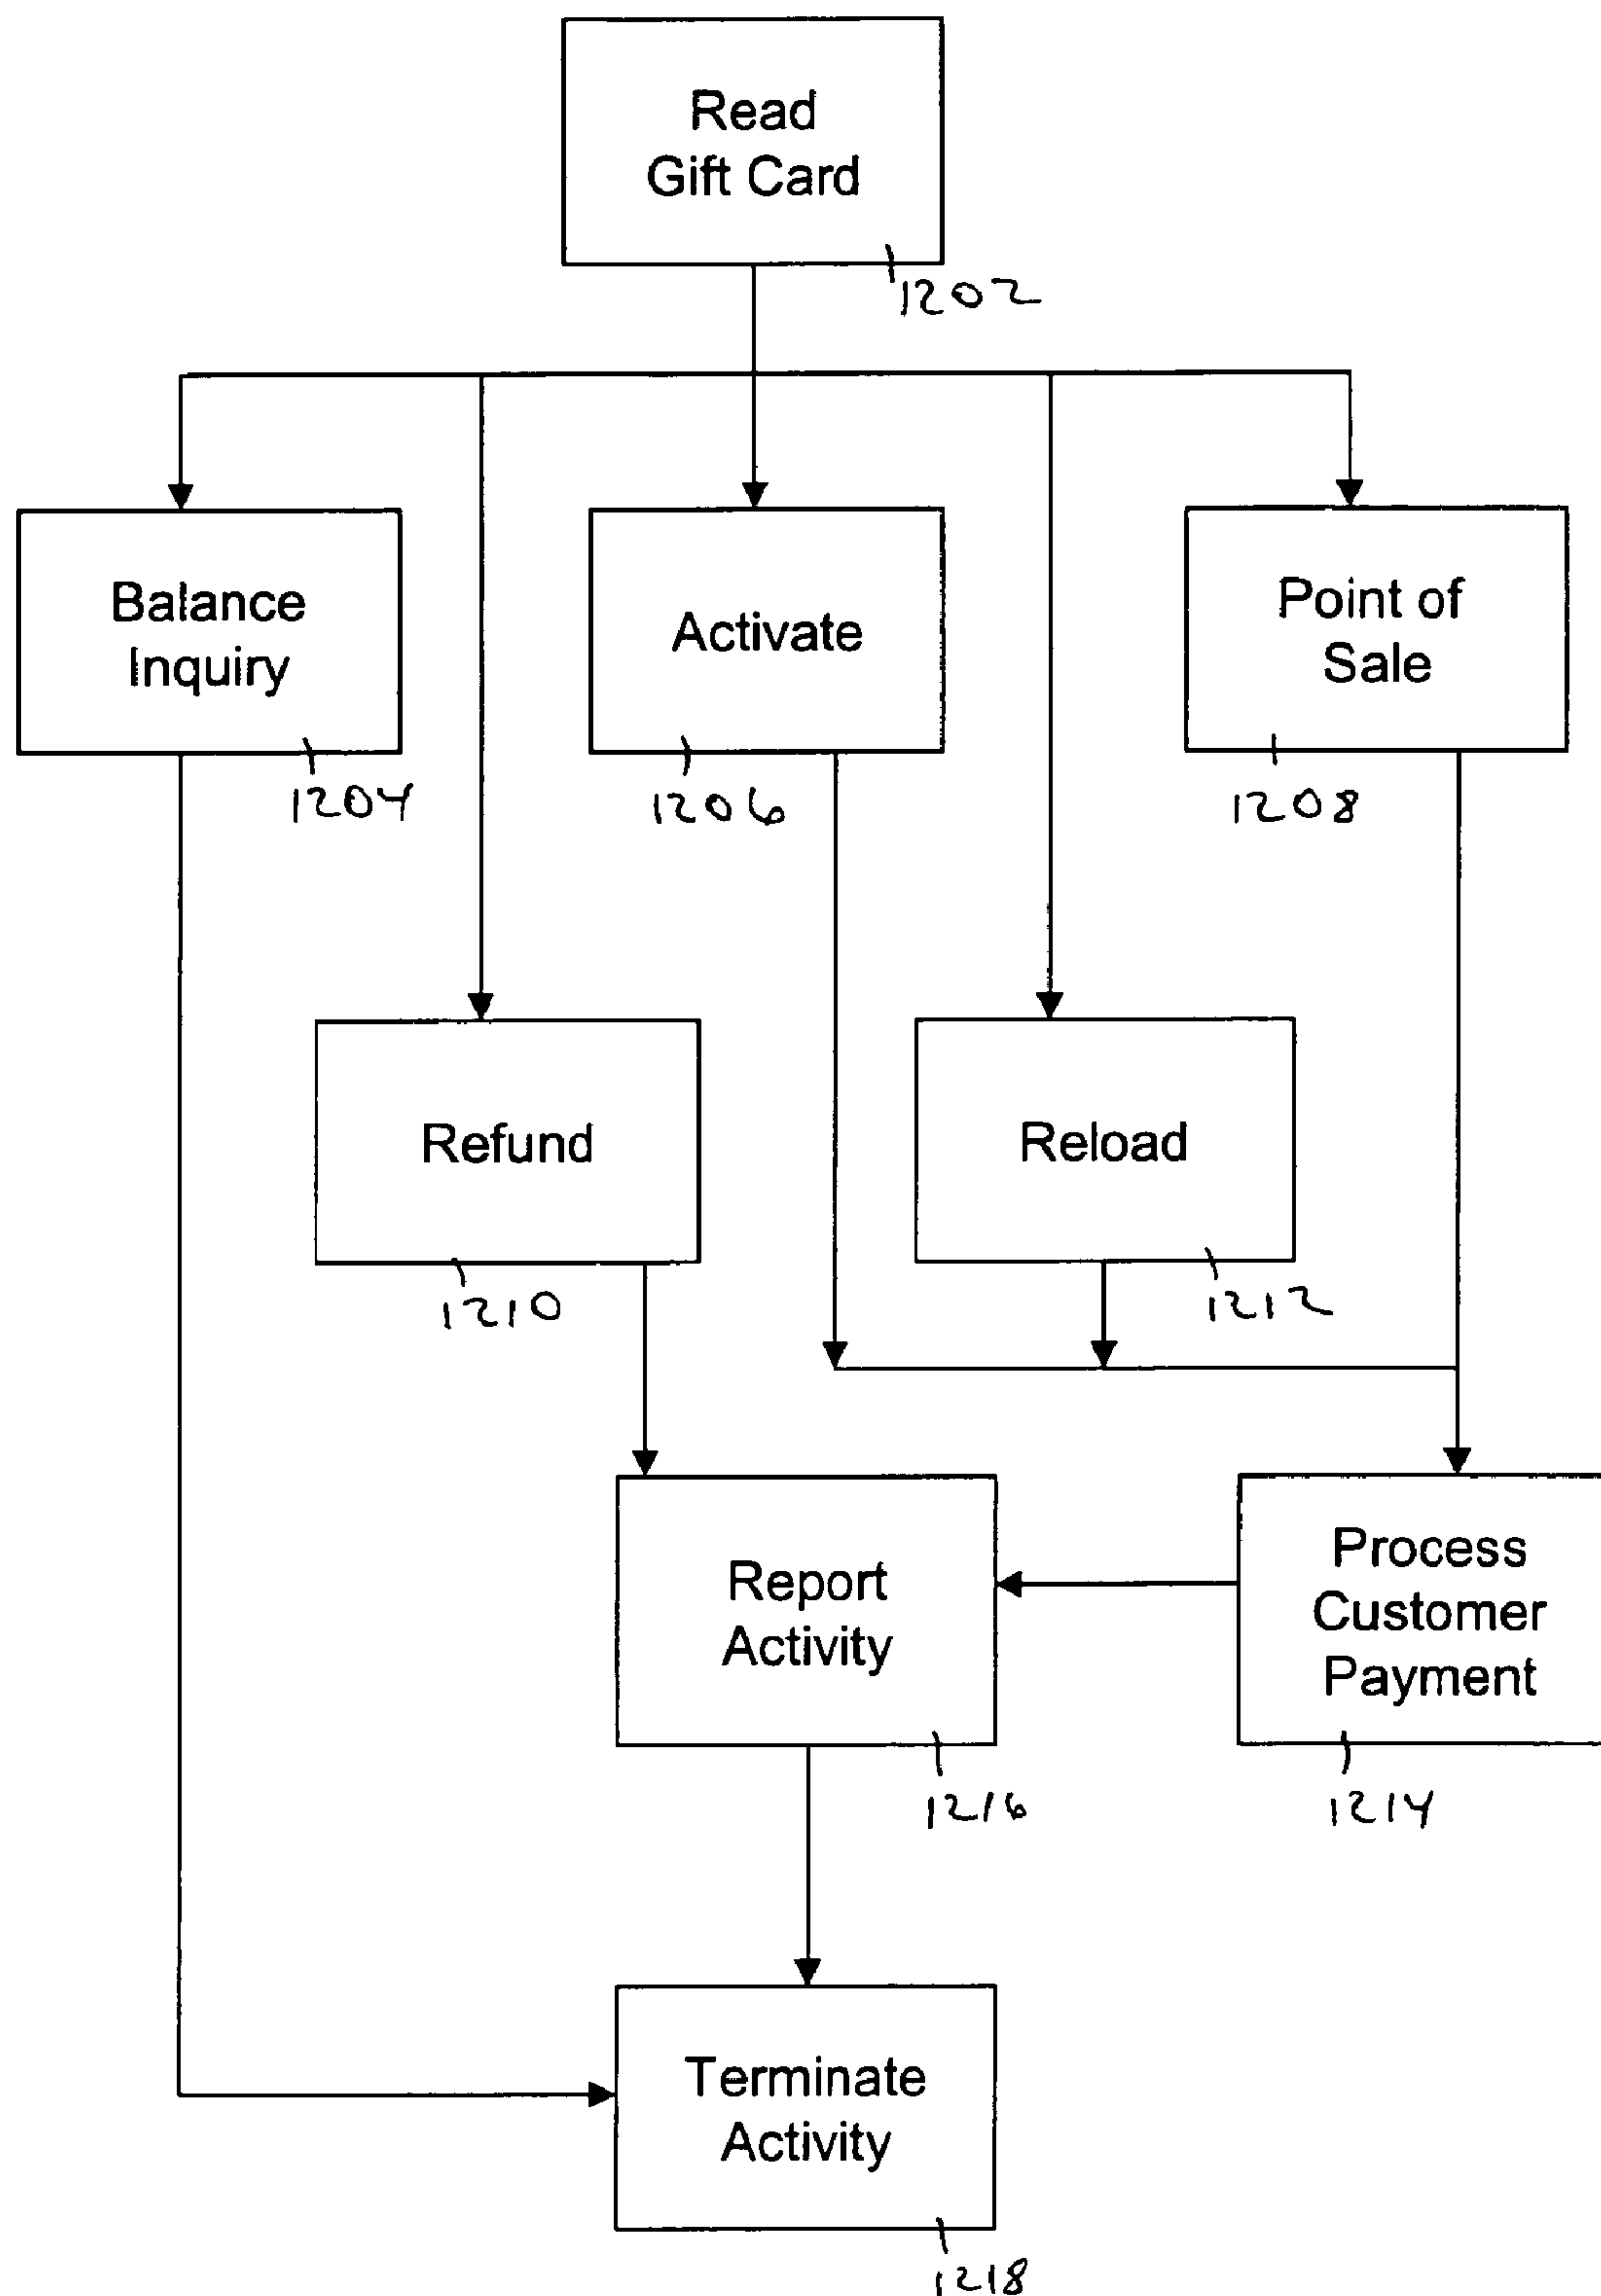 Read
Gift Card
1202
Balance
Inquiry
1204
Activate
1206
Point of
Sale
1208
Refund
1210
Reload
1212
Report
Activity
1216
Process
Customer
Payment
1214
Terminate
Activity
1218